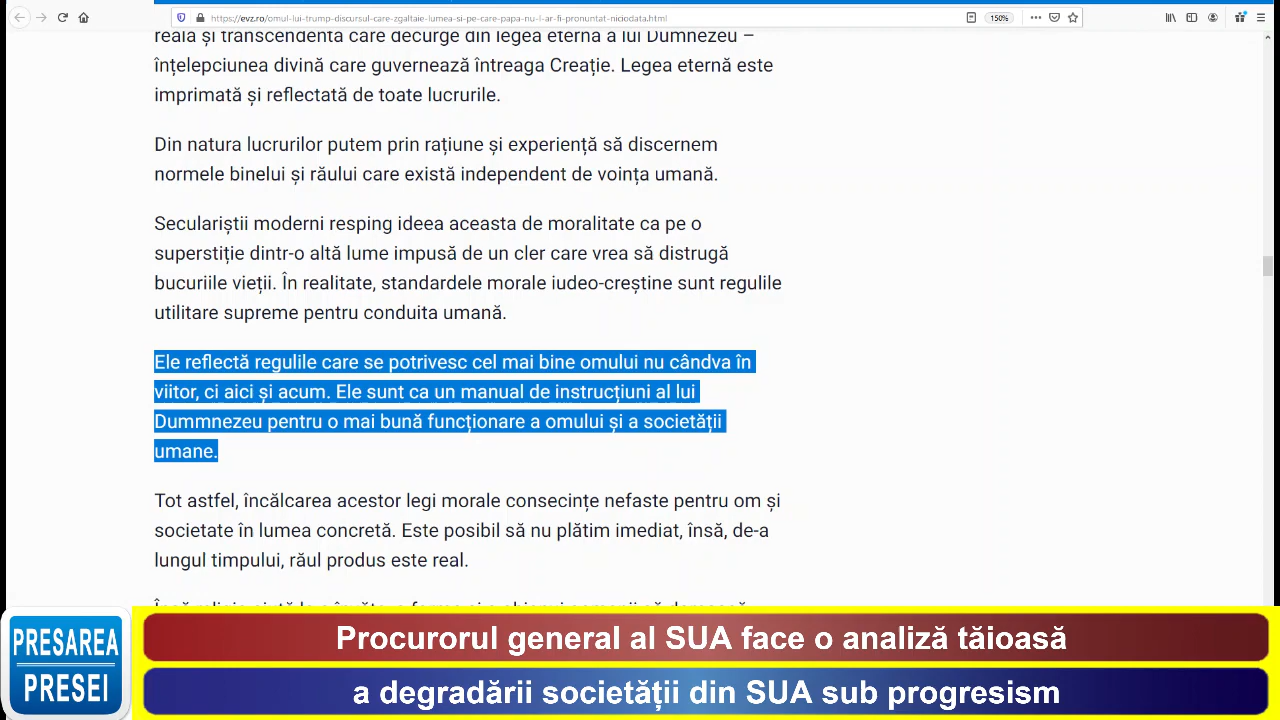 https://evz.ro/omul-lui-trump-discursul-care-zgaltaie-lumea-si-pe-care-papa-nu-l-ar-fi-pronuntat-niciodata.html
150%
reală și transcendentă care decurge din legea eternă a lui Dumnezeu –
înțelepciunea divină care guvernează întreaga Creație. Legea eternă este
imprimată și reflectată de toate lucrurile.
Din natura lucrurilor putem prin rațiune și experiență să discernem
normele binelui și răului care există independent de voința umană.
Seculariștii moderni resping ideea aceasta de moralitate ca pe o
superstiție dintr-o altă lume impusă de un cler care vrea să distrugă
bucuriile vieții. În realitate, standardele morale iudeo-creștine sunt regulile
utilitare supreme pentru conduita umană.
Ele reflectă regulile care se potrivesc cel mai bine omului nu cândva în
viitor, ci aici și acum. Ele sunt ca un manual de instrucțiuni al lui
Dummnezeu pentru o mai bună funcționare a omului și a societății
umane.
Tot astfel, încălcarea acestor legi morale consecințe nefaste pentru om și
societate în lumea concretă. Este posibil să nu plătim imediat, însă, de-a
lungul timpului, răul produs este real.
PRESAREA
PRESEI
Procurorul general al SUA face o analiză tăioasă
a degradării societății din SUA sub progresism